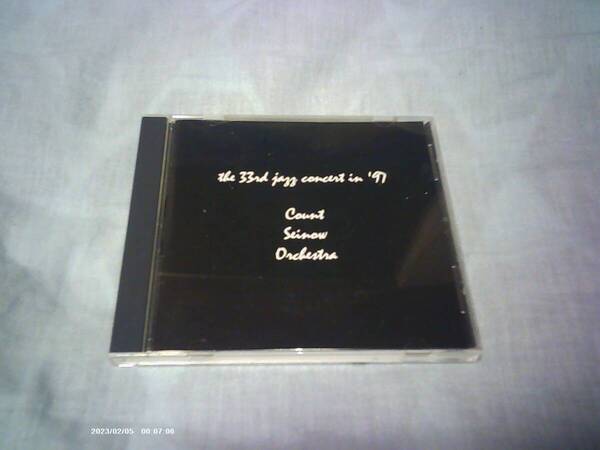 the 33rd jazz concert in '97
Count
Seinow
Orchestra
2023/02/05 00:07:06